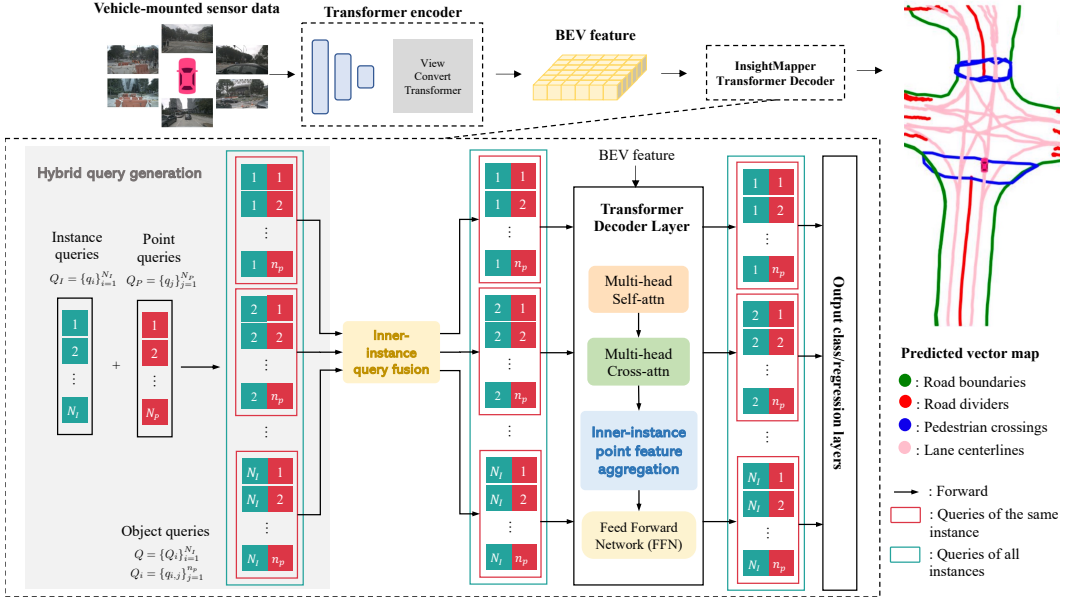 Vehicle-mounted sensor data
Transformer encoder
View
Convert
Transformer
BEV feature
InsightMapper
Transformer Decoder
Hybrid query generation
Instance
queries
Q_I = {q_i}_{i=1}^{N_I}
Point
queries
Q_P = {q_j}_{j=1}^{N_P}
1
2
⋮
N_I
+
1
2
⋮
N_p
Object queries
Q = {Q_i}_{i=1}^{N_I}
Q_i = {q_{i,j}}_{j=1}^{n_p}
1 1
1 2
⋮
1 n_p
2 1
2 2
⋮
2 n_p
⋮
N_I 1
N_I 2
⋮
N_I n_p
Inner-
instance
query fusion
1 1
1 2
⋮
1 n_p
2 1
2 2
⋮
2 n_p
⋮
N_I 1
N_I 2
⋮
N_I n_p
BEV feature
Transformer
Decoder Layer
Multi-head
Self-attn
Multi-head
Cross-attn
Inner-instance
point feature
aggregation
Feed Forward
Network (FFN)
1 1
1 2
⋮
1 n_p
2 1
2 2
⋮
2 n_p
⋮
N_I 1
N_I 2
⋮
N_I n_p
Output class/regression layers
Predicted vector map
: Road boundaries
: Road dividers
: Pedestrian crossings
: Lane centerlines
: Forward
: Queries of the same
instance
: Queries of all
instances